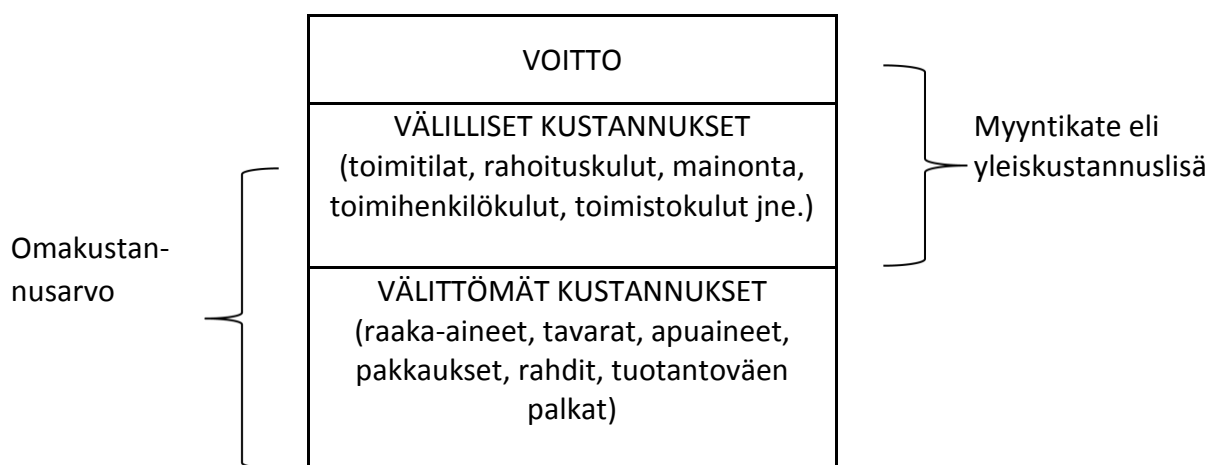 VOITTO
VÄLILLISET KUSTANNUKSET
(toimitilat, rahoituskulut, mainonta,
toimihenkilökulut, toimistokulut jne.)
Myyntikate eli
yleiskustannuslisä
Omakustan-
nusarvo
VÄLITTÖMÄT KUSTANNUKSET
(raaka-aineet, tavarat, apuaineet,
pakkaukset, rahdit, tuotantoväen
palkat)